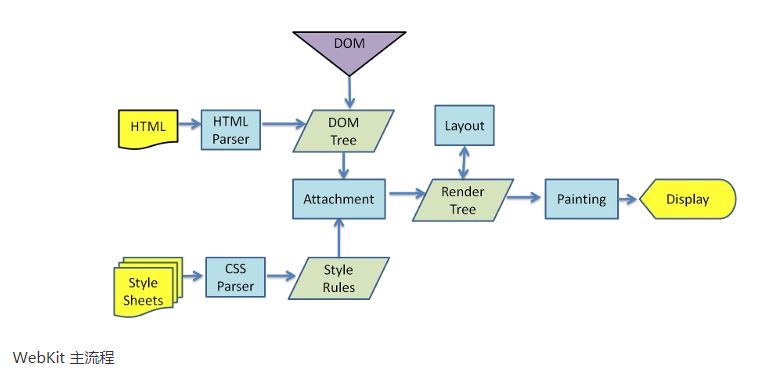 DOM
HTML
HTML
Parser
DOM
Tree
Layout
Attachment
Render
Tree
Painting
Display
Style
Sheets
CSS
Parser
Style
Rules
WebKit 主流程